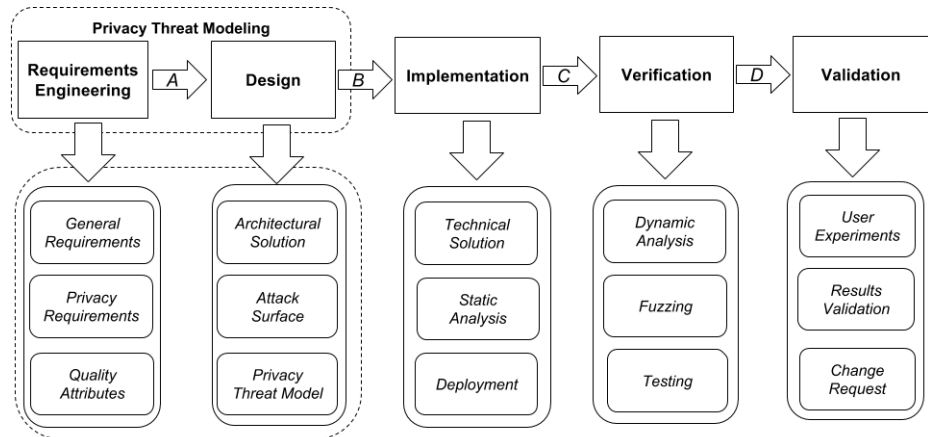 Privacy Threat Modeling
Requirements
Engineering
A
Design
B
Implementation
C
Verification
D
Validation
General
Requirements
Privacy
Requirements
Quality
Attributes
Architectural
Solution
Attack
Surface
Privacy
Threat Model
Technical
Solution
Static
Analysis
Deployment
Dynamic
Analysis
Fuzzing
Testing
User
Experiments
Results
Validation
Change
Request